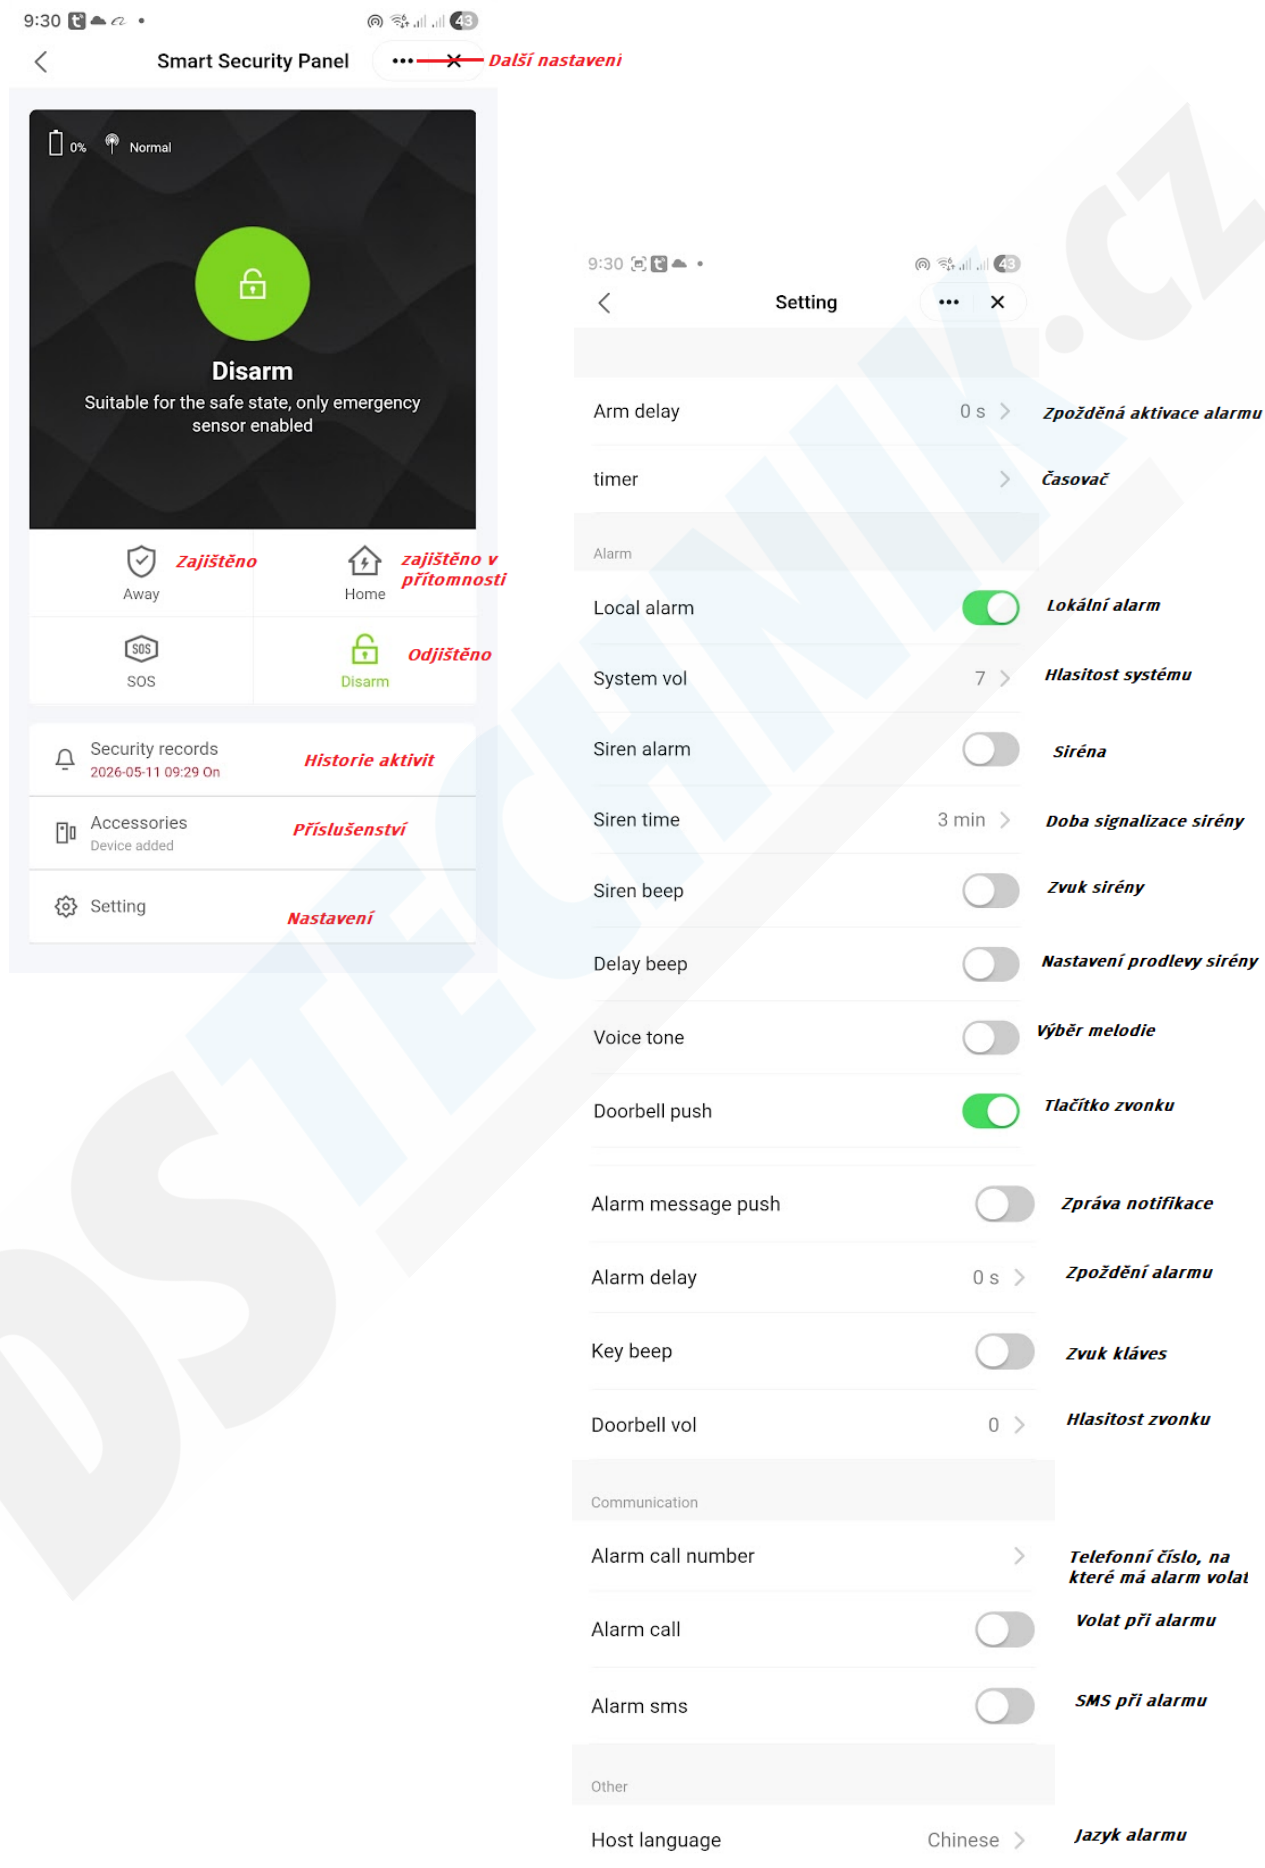 9:30
43
Smart Security Panel
Další nastavení
0%
Normal
Disarm
Suitable for the safe state, only emergency
sensor enabled
Away
Zajištěno
Home
zajištěno v
přítomnosti
SOS
SOS
Disarm
Odjištěno
Security records
2026-05-11 09:29 On
Historie aktivit
Accessories
Device added
Příslušenství
Setting
Nastavení
9:30
43
Setting
Arm delay
0 s
Zpožděná aktivace alarmu
timer
Časovač
Alarm
Local alarm
Lokální alarm
System vol
7
Hlasitost systému
Siren alarm
Siréna
Siren time
3 min
Doba signalizace sirény
Siren beep
Zvuk sirény
Delay beep
Nastavení prodlevy sirény
Voice tone
Výběr melodie
Doorbell push
Tlačítko zvonku
Alarm message push
Zpráva notifikace
Alarm delay
0 s
Zpoždění alarmu
Key beep
Zvuk kláves
Doorbell vol
0
Hlasitost zvonku
Communication
Alarm call number
Telefonní číslo, na
které má alarm volat
Alarm call
Volat při alarmu
Alarm sms
SMS při alarmu
Other
Host language
Chinese
Jazyk alarmu
DSTECHNIK.cz